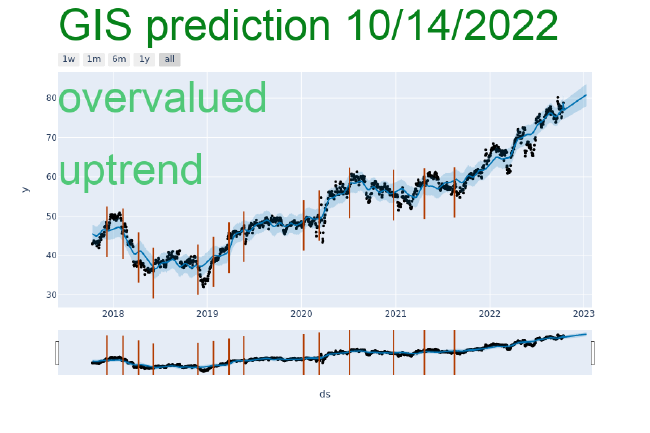 GIS prediction 10/14/2022
1w 1m 6m 1y all
overvalued
uptrend
80
70
60
50
40
30
y
2018 2019 2020 2021 2022 2023
ds